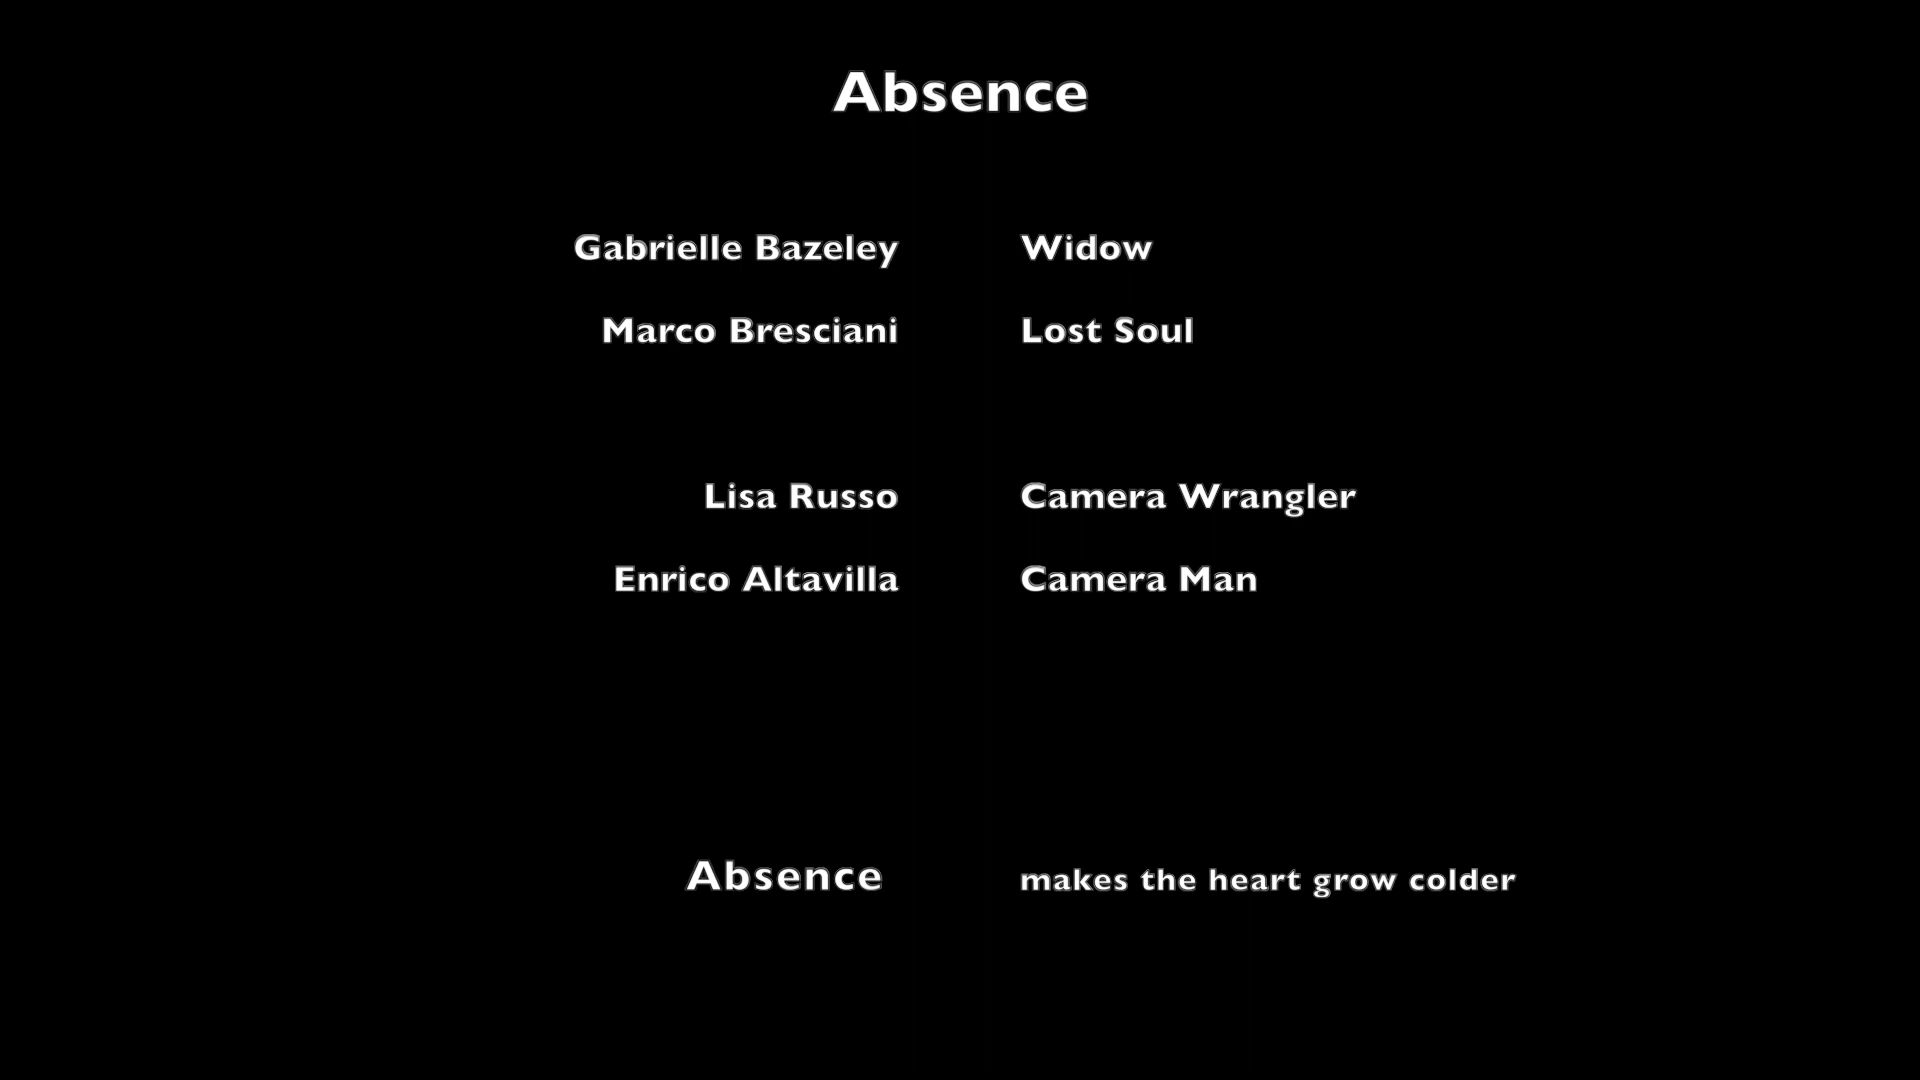 Absence
Gabrielle Bazeley Widow
Marco Bresciani Lost Soul
Lisa Russo Camera Wrangler
Enrico Altavilla Camera Man
Absence makes the heart grow colder